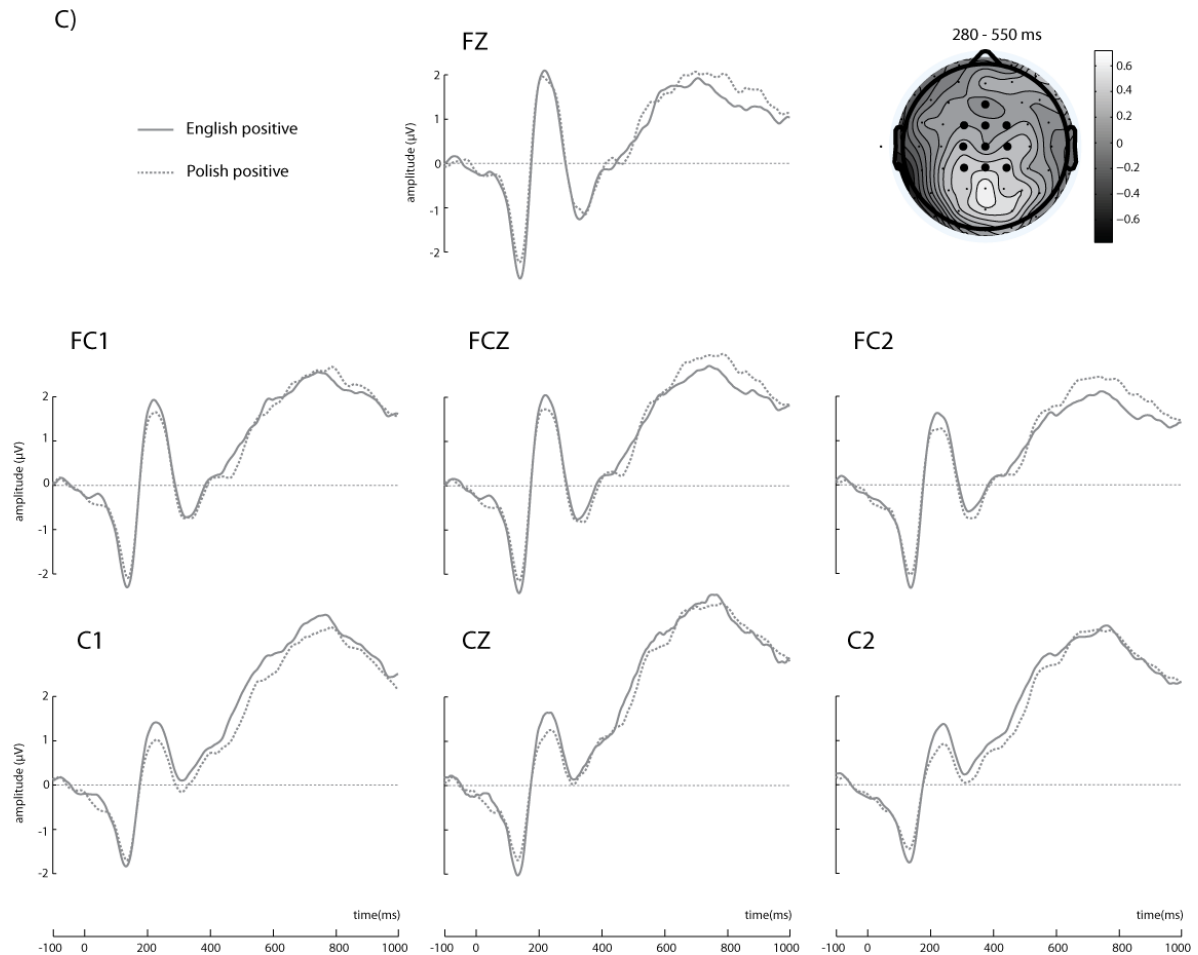 C)
FZ
280 - 550 ms
English positive
Polish positive
amplitude (μV)
2
1
0
-1
-2
0.6
0.4
0.2
0
−0.2
−0.4
−0.6
FC1
FCZ
FC2
amplitude (μV)
2
1
0
-1
-2
C1
CZ
C2
amplitude (μV)
2
1
0
-1
-2
time(ms)
time(ms)
time(ms)
-100 0 200 400 600 800 1000
-100 0 200 400 600 800 1000
-100 0 200 400 600 800 1000